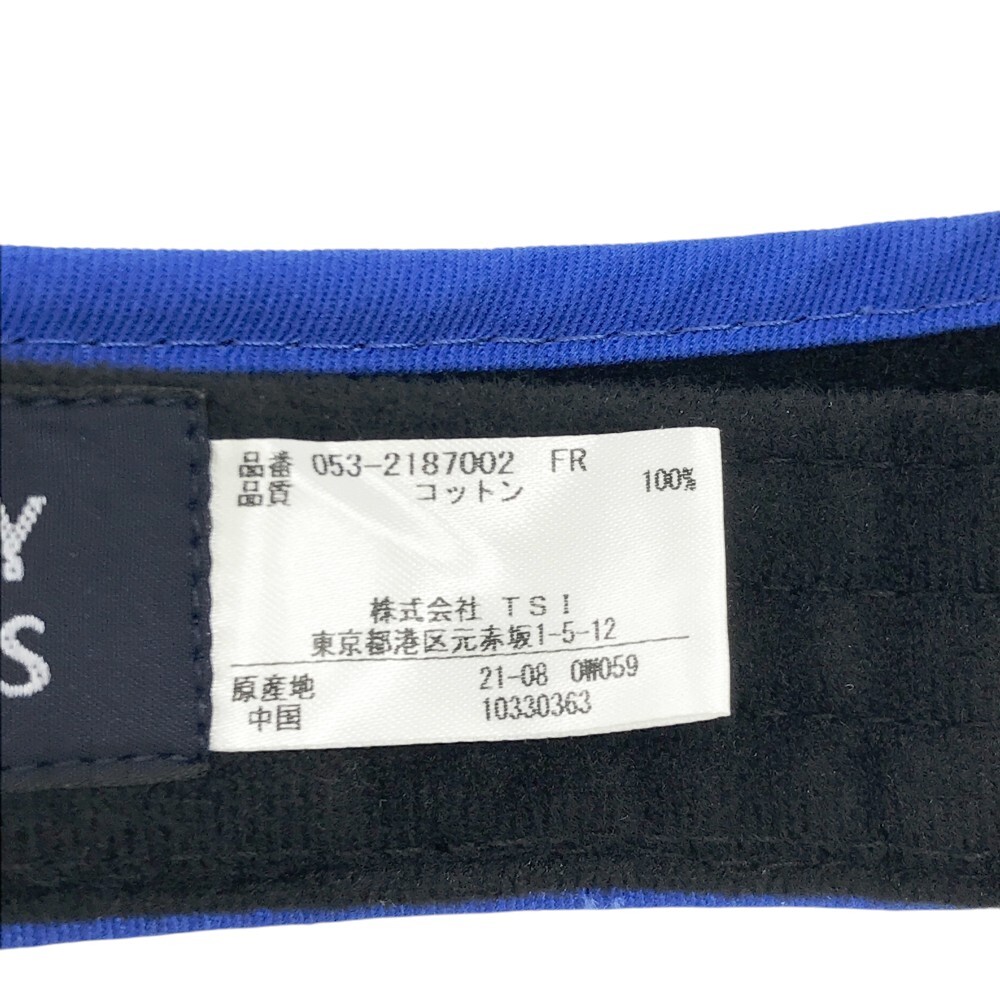 Y
S
品番 053-2187002 FR
品質 コットン 100%
株式会社 TSI
東京都港区元赤坂1-5-12
原産地 21-08 0W059
中国 10330363